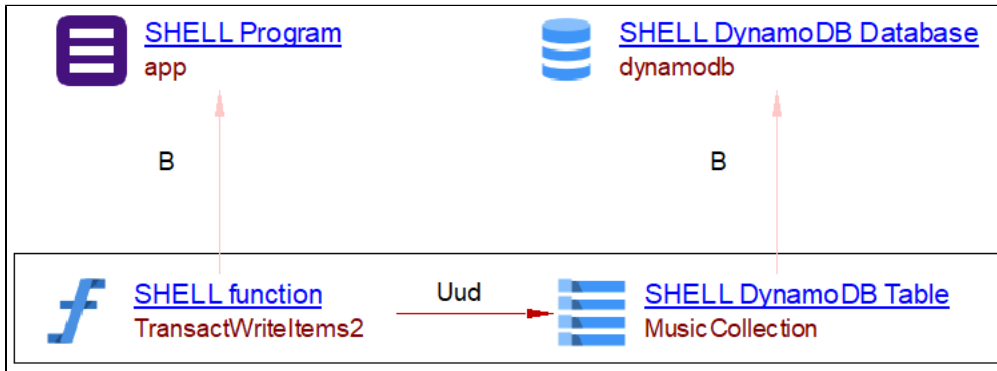 SHELL Program
app
SHELL DynamoDB Database
dynamodb
B
B
SHELL function
TransactWriteItems2
Uud
SHELL DynamoDB Table
MusicCollection